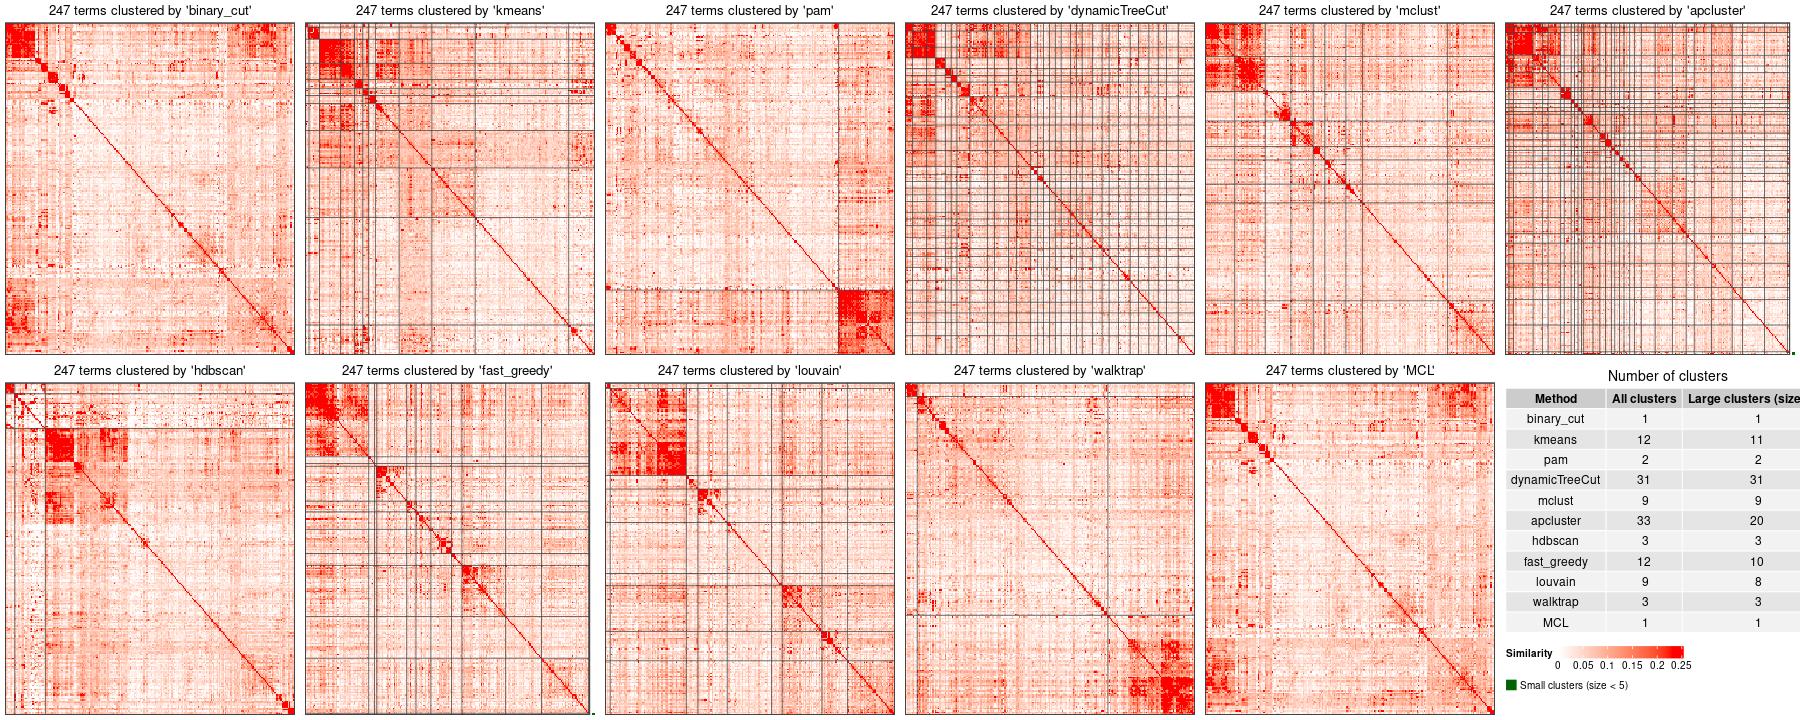 247 terms clustered by 'binary_cut'
247 terms clustered by 'kmeans'
247 terms clustered by 'pam'
247 terms clustered by 'dynamicTreeCut'
247 terms clustered by 'mclust'
247 terms clustered by 'apcluster'
247 terms clustered by 'hdbscan'
247 terms clustered by 'fast_greedy'
247 terms clustered by 'louvain'
247 terms clustered by 'walktrap'
247 terms clustered by 'MCL'
Number of clusters
Method All clusters Large clusters (size
binary_cut 1 1
kmeans 12 11
pam 2 2
dynamicTreeCut 31 31
mclust 9 9
apcluster 33 20
hdbscan 3 3
fast_greedy 12 10
louvain 9 8
walktrap 3 3
MCL 1 1
Similarity
0 0.05 0.1 0.15 0.2 0.25
Small clusters (size < 5)